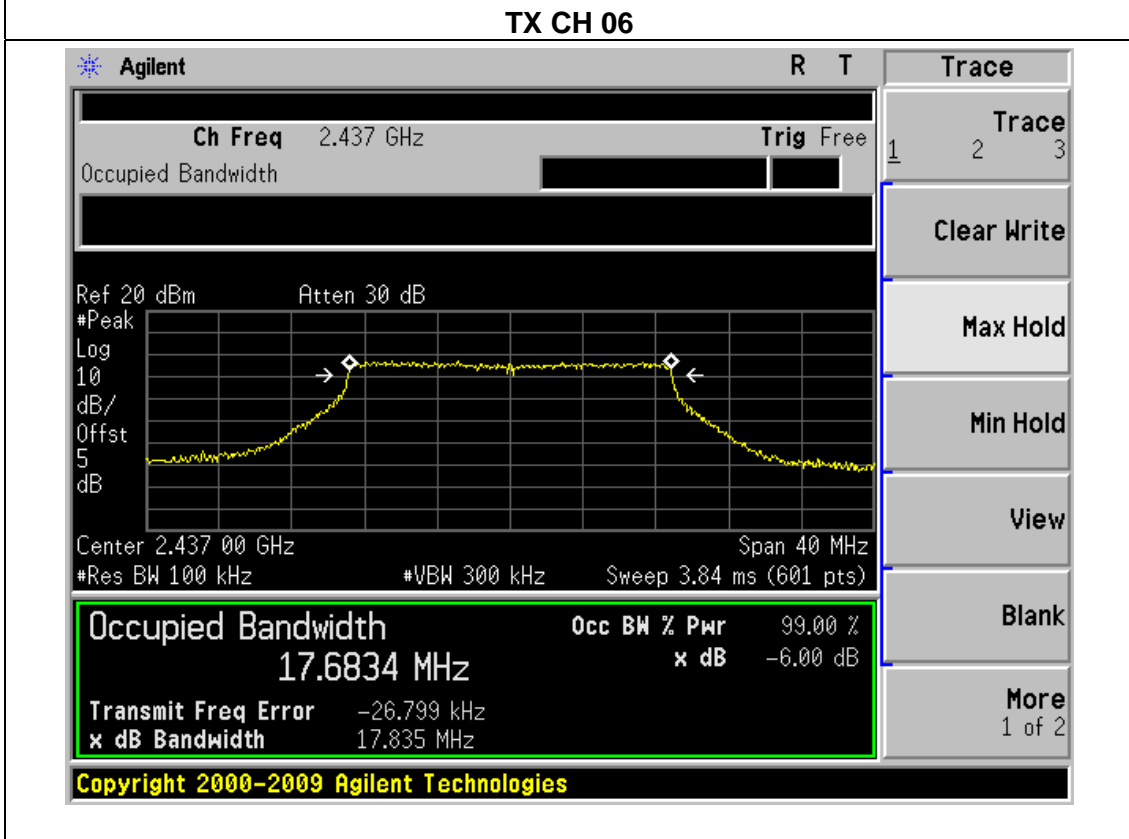 TX CH 06
Agilent R T Trace
Ch Freq 2.437 GHz Trig Free
Occupied Bandwidth
Trace
1 2 3
Clear Write
Max Hold
Min Hold
View
Blank
More
1 of 2
Ref 20 dBm Atten 30 dB
#Peak
Log
10
dB/
Offst
5
dB
Center 2.437 00 GHz Span 40 MHz
#Res BW 100 kHz #VBW 300 kHz Sweep 3.84 ms (601 pts)
Occupied Bandwidth Occ BW % Pwr 99.00 %
17.6834 MHz x dB -6.00 dB
Transmit Freq Error -26.799 kHz
x dB Bandwidth 17.835 MHz
Copyright 2000-2009 Agilent Technologies